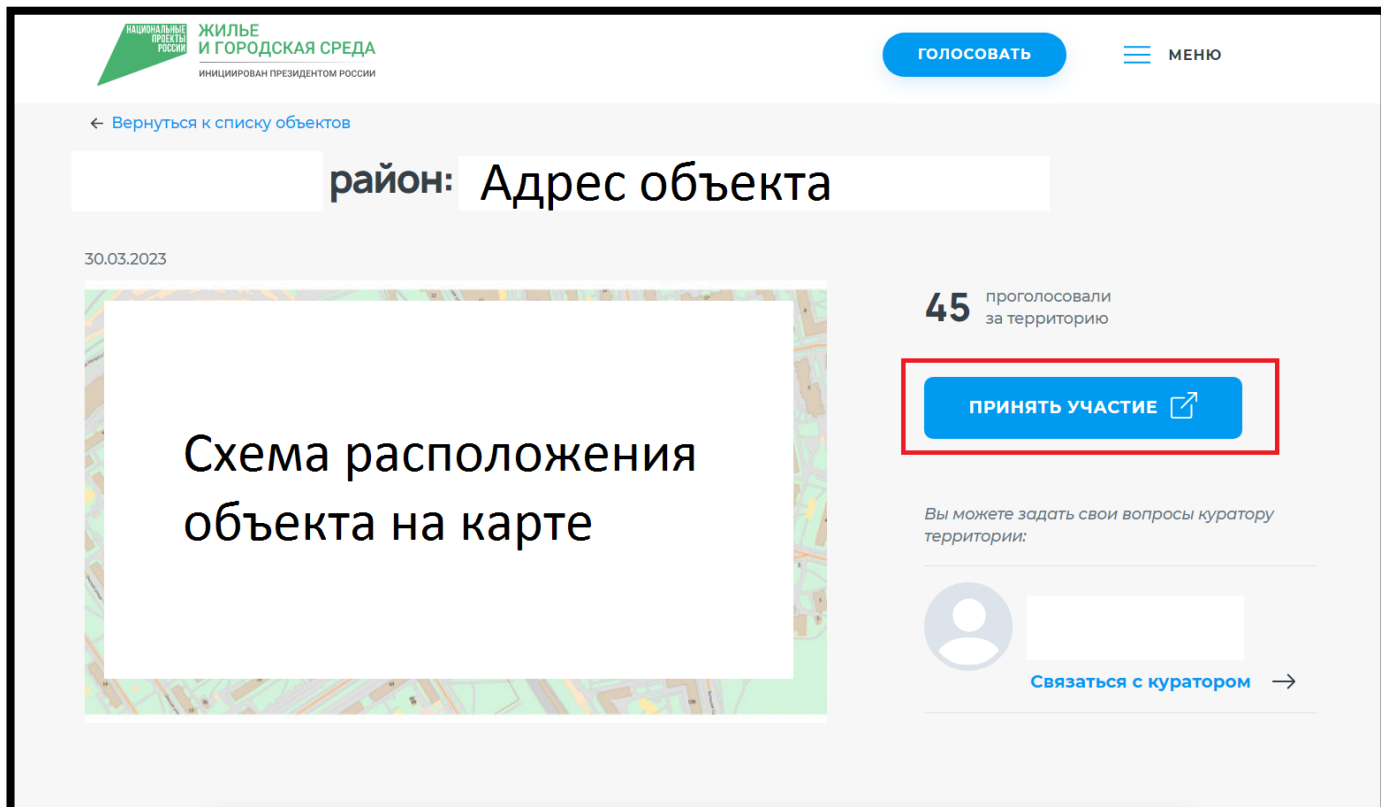 НАЦИОНАЛЬНЫЕ
ПРОЕКТЫ
РОССИИ
ЖИЛЬЕ
И ГОРОДСКАЯ СРЕДА
ИНИЦИИРОВАН ПРЕЗИДЕНТОМ РОССИИ
ГОЛОСОВАТЬ
МЕНЮ
← Вернуться к списку объектов
район: Адрес объекта
30.03.2023
45 проголосовали
за территорию
ПРИНЯТЬ УЧАСТИЕ
Схема расположения
объекта на карте
Вы можете задать свои вопросы куратору
территории:
Связаться с куратором →